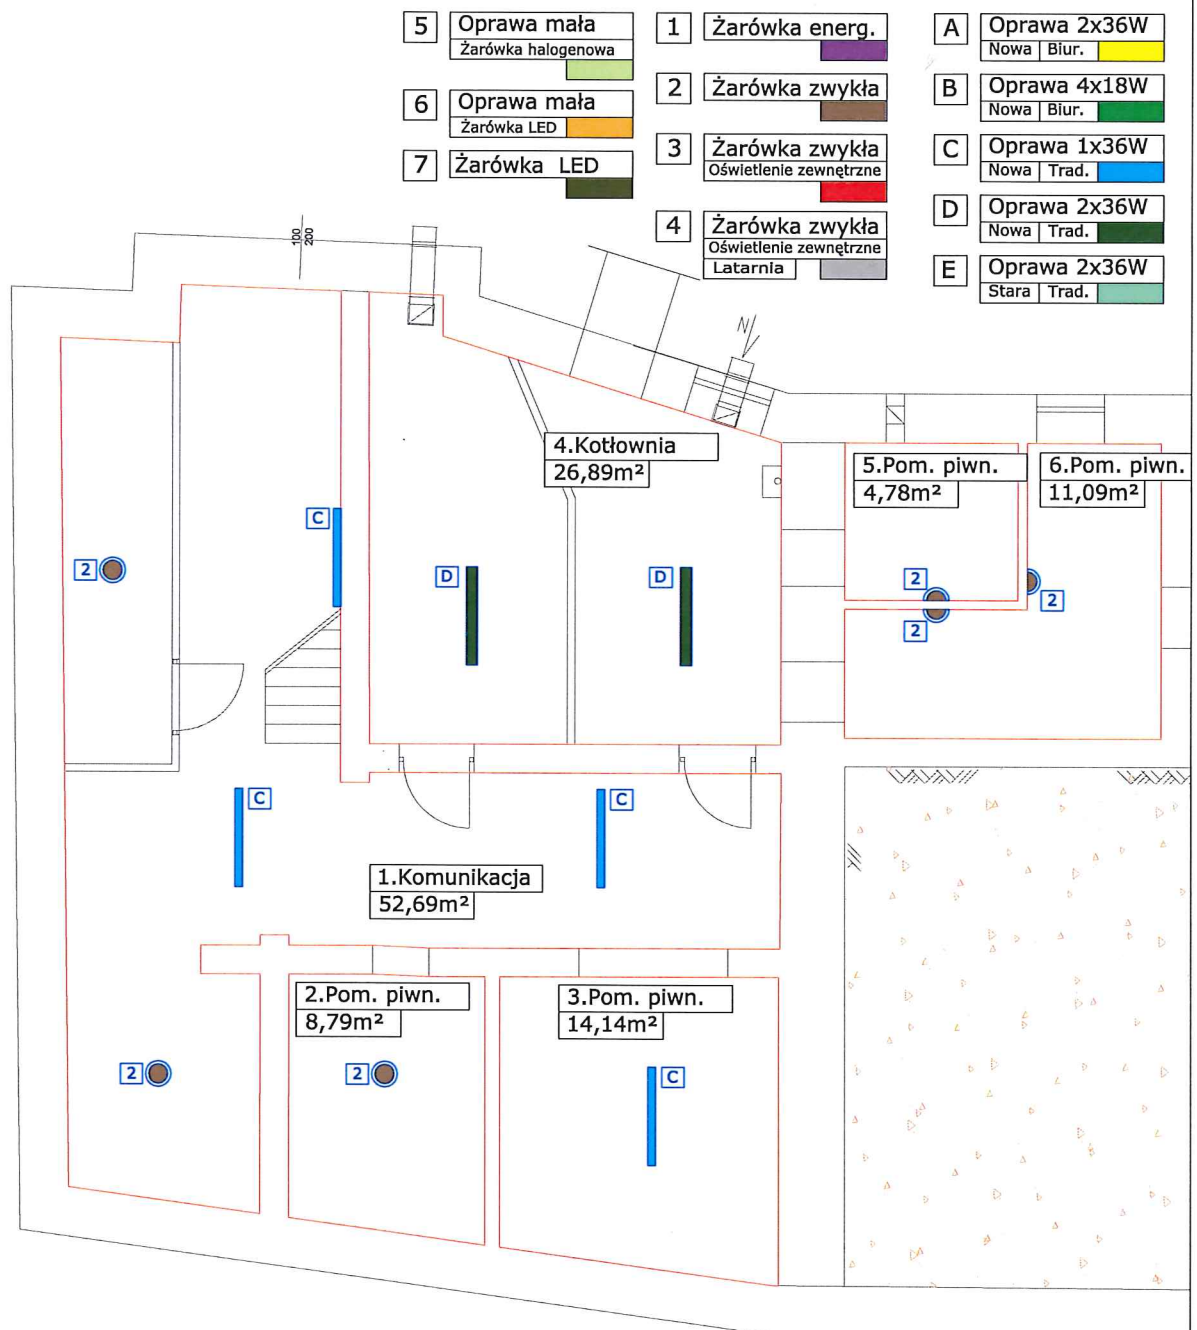 5 Oprawa mała
Żarówka halogenowa
6 Oprawa mała
Żarówka LED
7 Żarówka LED
1 Żarówka energ.
2 Żarówka zwykła
3 Żarówka zwykła
Oświetlenie zewnętrzne
4 Żarówka zwykła
Oświetlenie zewnętrzne
Latarnia
A Oprawa 2x36W
Nowa Biur.
B Oprawa 4x18W
Nowa Biur.
C Oprawa 1x36W
Nowa Trad.
D Oprawa 2x36W
Nowa Trad.
E Oprawa 2x36W
Stara Trad.
100
200
N
4.Kotłownia
26,89m²
5.Pom. piwn.
4,78m²
6.Pom. piwn.
11,09m²
C
2
D
D
2
2
2
C
C
1.Komunikacja
52,69m²
2.Pom. piwn.
8,79m²
3.Pom. piwn.
14,14m²
2
2
C